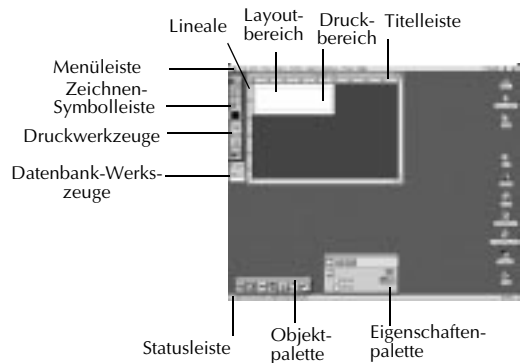 Lineale
Layout-
bereich
Druck-
bereich
Titelleiste
Menüleiste
Zeichnen-
Symbolleiste
Druckwerkzeuge
Datenbank-Werks-
zeuge
Statusleiste
Objekt-
palette
Eigenschaften-
palette